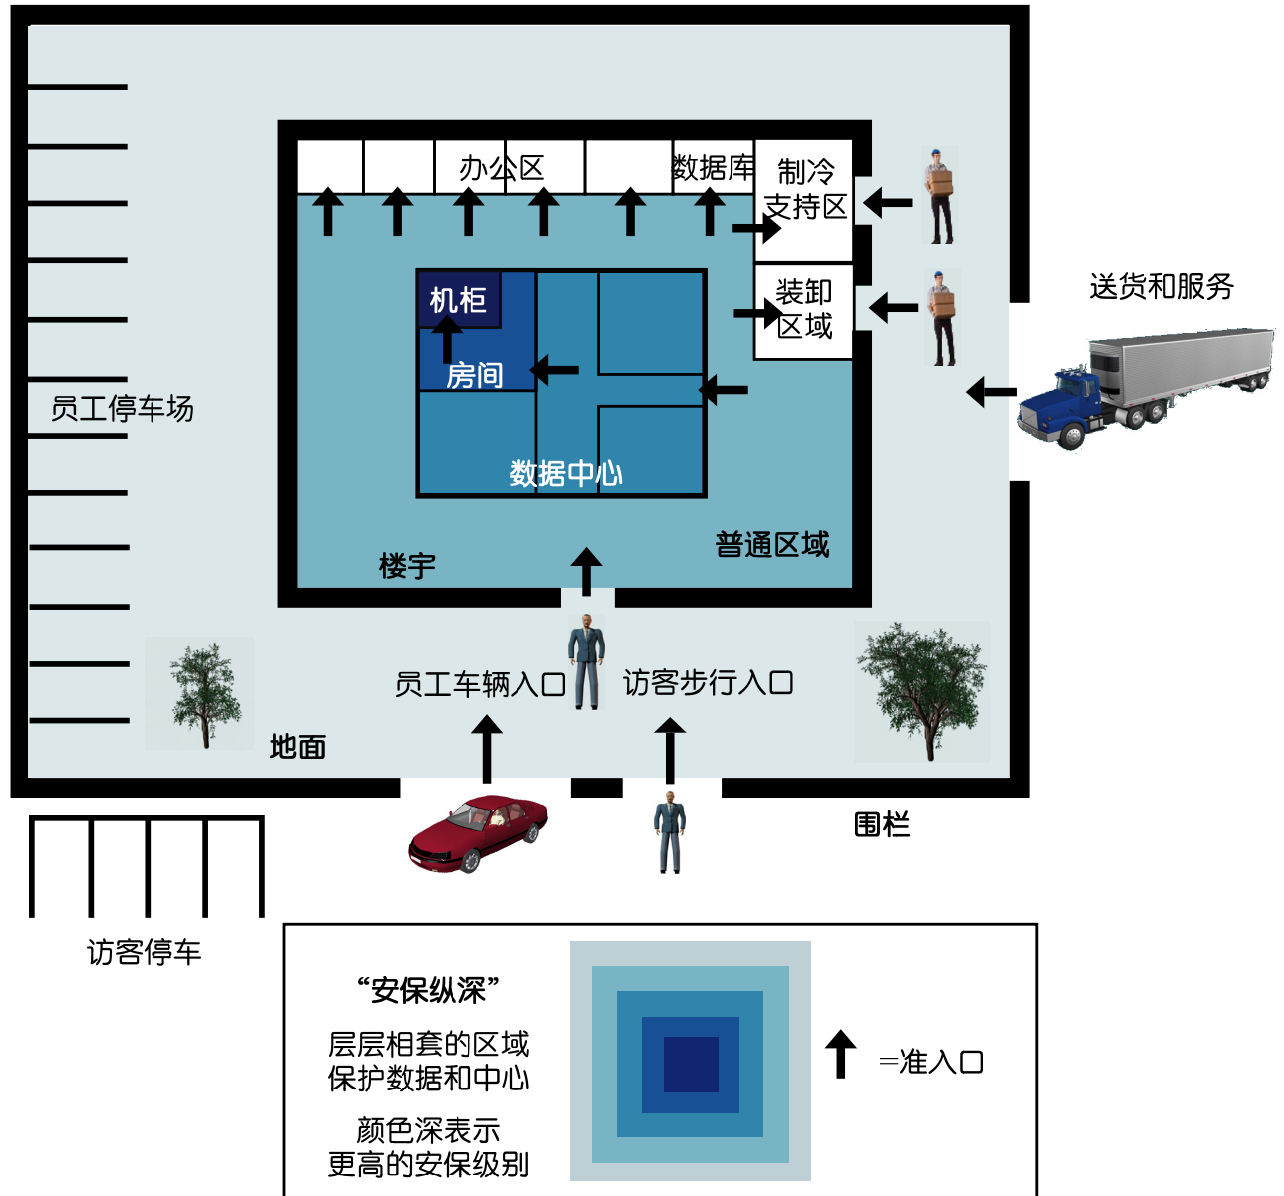 办公区
数据库
制冷
支持区
机柜
装卸
区域
送货和服务
房间
员工停车场
数据中心
普通区域
楼宇
员工车辆入口
访客步行入口
地面
围栏
访客停车
“安保纵深”
层层相套的区域
保护数据和中心
颜色深表示
更高的安保级别
=准入口